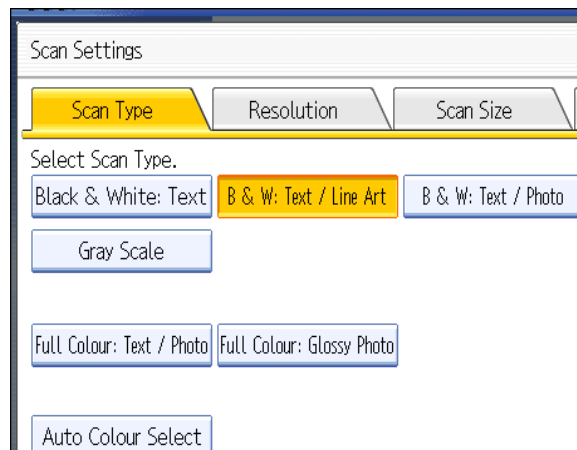 Scan Settings
Scan Type Resolution Scan Size
Select Scan Type.
Black & White: Text B & W: Text / Line Art B & W: Text / Photo
Gray Scale
Full Colour: Text / Photo Full Colour: Glossy Photo
Auto Colour Select